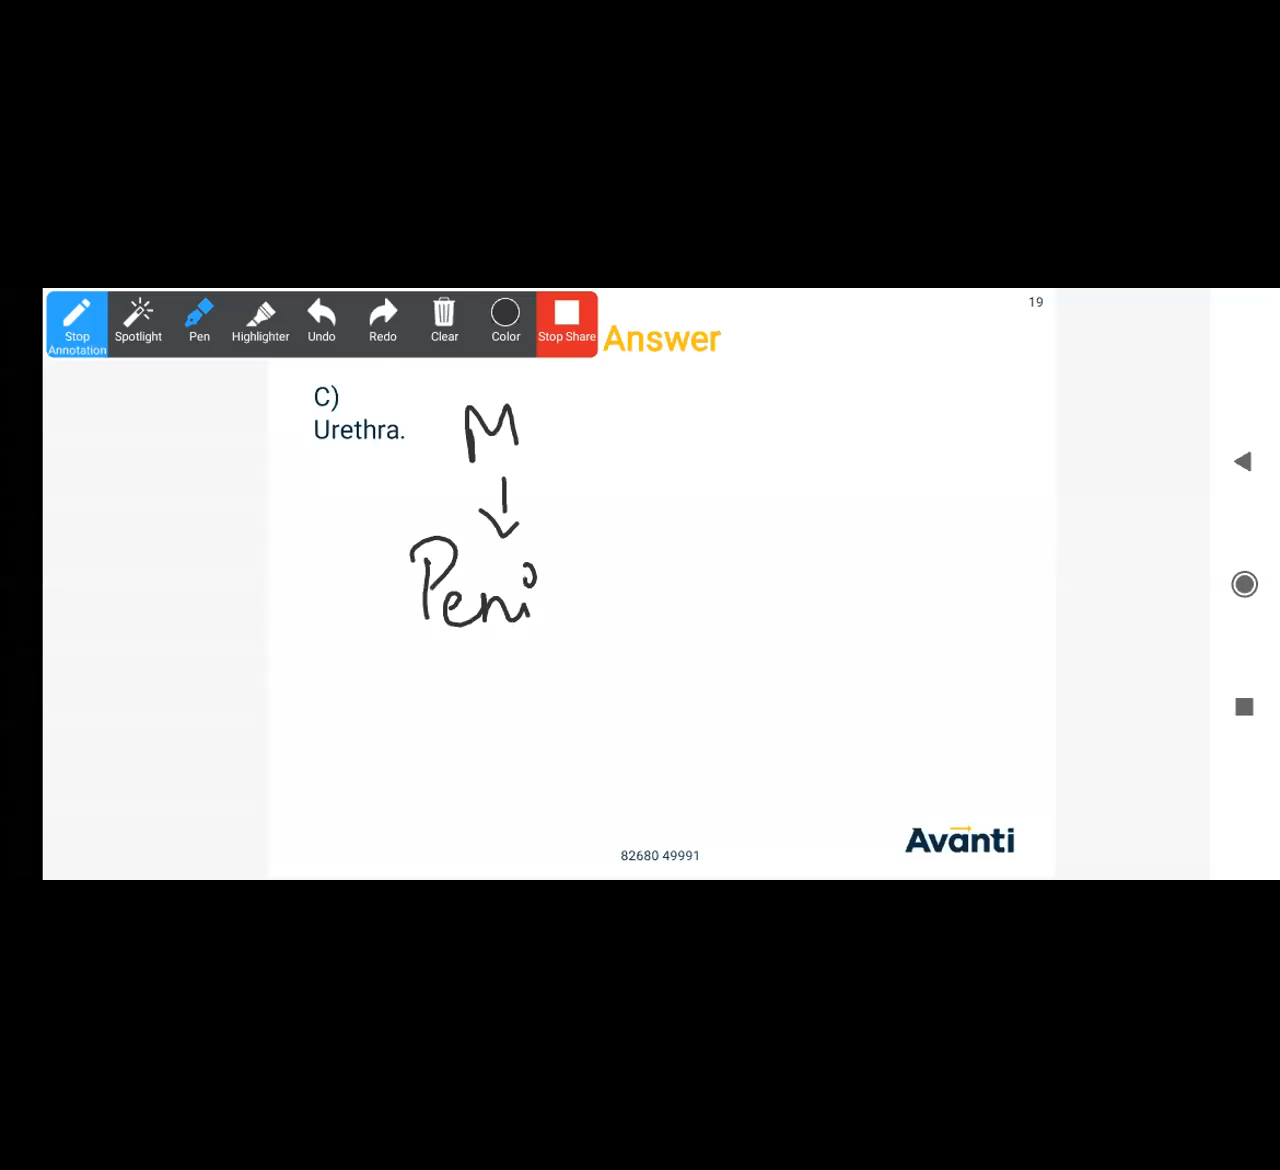 19
Stop Annotation
Spotlight
Pen
Highlighter
Undo
Redo
Clear
Color
Stop Share
Answer
C)
Urethra.
M
Peni
82680 49991
Avanti